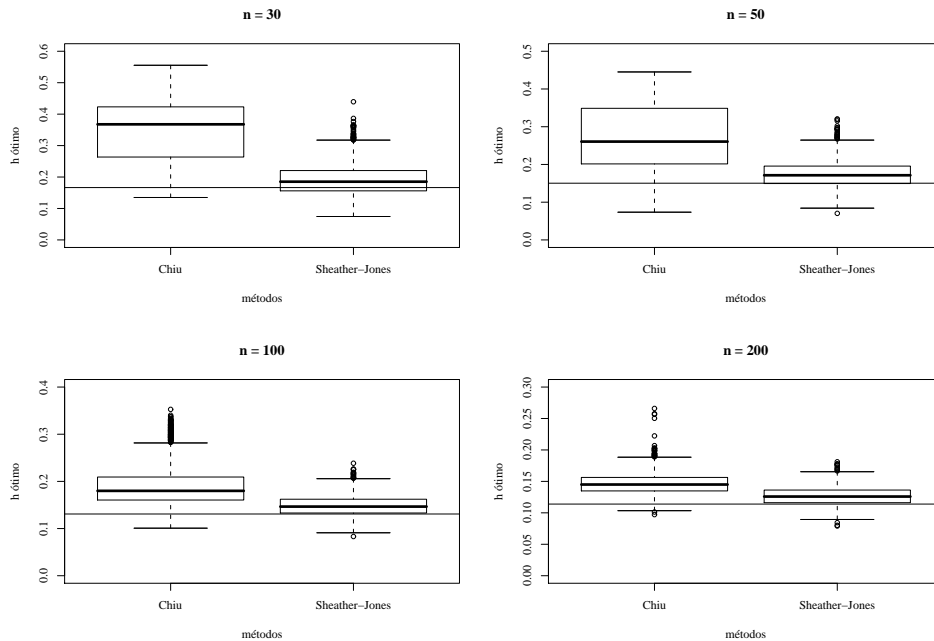 n = 30
h ótimo
0.0 0.1 0.2 0.3 0.4 0.5 0.6
Chiu Sheather−Jones
métodos
n = 50
h ótimo
0.0 0.1 0.2 0.3 0.4 0.5
Chiu Sheather−Jones
métodos
n = 100
h ótimo
0.0 0.1 0.2 0.3 0.4
Chiu Sheather−Jones
métodos
n = 200
h ótimo
0.00 0.05 0.10 0.15 0.20 0.25 0.30
Chiu Sheather−Jones
métodos